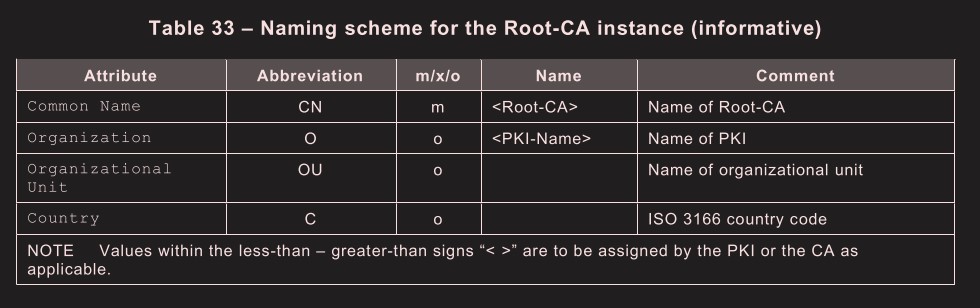 Table 33 – Naming scheme for the Root-CA instance (informative)
Attribute Abbreviation m/x/o Name Comment
Common Name CN m <Root-CA> Name of Root-CA
Organization O o <PKI-Name> Name of PKI
Organizational OU o Name of organizational unit
Unit
Country C o ISO 3166 country code
NOTE Values within the less-than – greater-than signs “< >” are to be assigned by the PKI or the CA as
applicable.